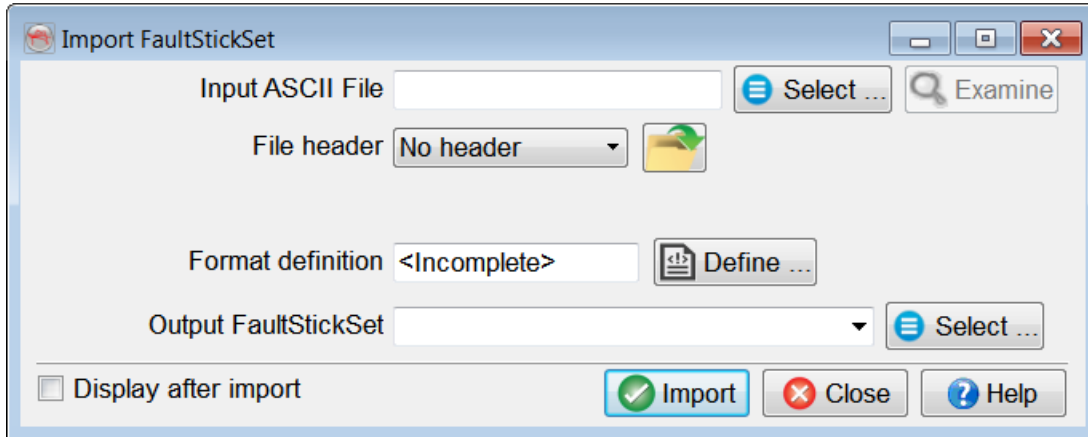 Import FaultStickSet
Input ASCII File Select ... Examine
File header No header
Format definition <Incomplete> Define ...
Output FaultStickSet Select ...
Display after import Import Close Help